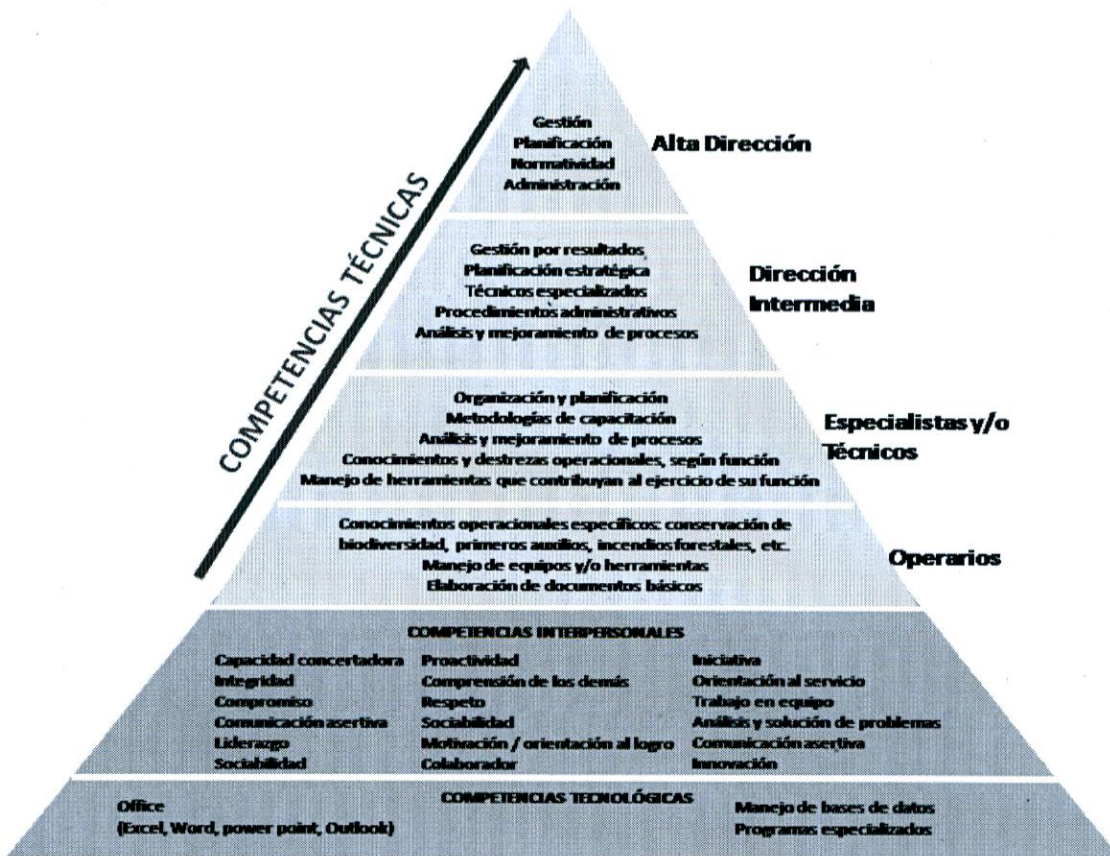 COMPETENCIAS TÉCNICAS
Gestión
Planificación
Normatividad
Administración
Alta Dirección
Gestión por resultados
Planificación estratégica
Técnicos especializados
Procedimientos administrativos
Análisis y mejoramiento de procesos
Dirección
Intermedia
Organización y planificación
Metodologías de capacitación
Análisis y mejoramiento de procesos
Conocimientos y destrezas operacionales, según función
Manejo de herramientas que contribuyan al ejercicio de su función
Especialistas y/o
Técnicos
Conocimientos operacionales específicos: conservación de
biodiversidad, primeros auxilios, incendios forestales, etc.
Manejo de equipos y/o herramientas
Elaboración de documentos básicos
Operarios
COMPETENCIAS INTERPERSONALES
Capacidad concertadora
Integridad
Compromiso
Comunicación asertiva
Liderazgo
Sociabilidad
Proactividad
Comprensión de los demás
Respeto
Sociabilidad
Motivación / orientación al logro
Colaborador
Iniciativa
Orientación al servicio
Trabajo en equipo
Análisis y solución de problemas
Comunicación asertiva
Innovación
COMPETENCIAS TECNOLÓGICAS
Office
(Excel, Word, power point, Outlook)
Manejo de bases de datos
Programas especializados